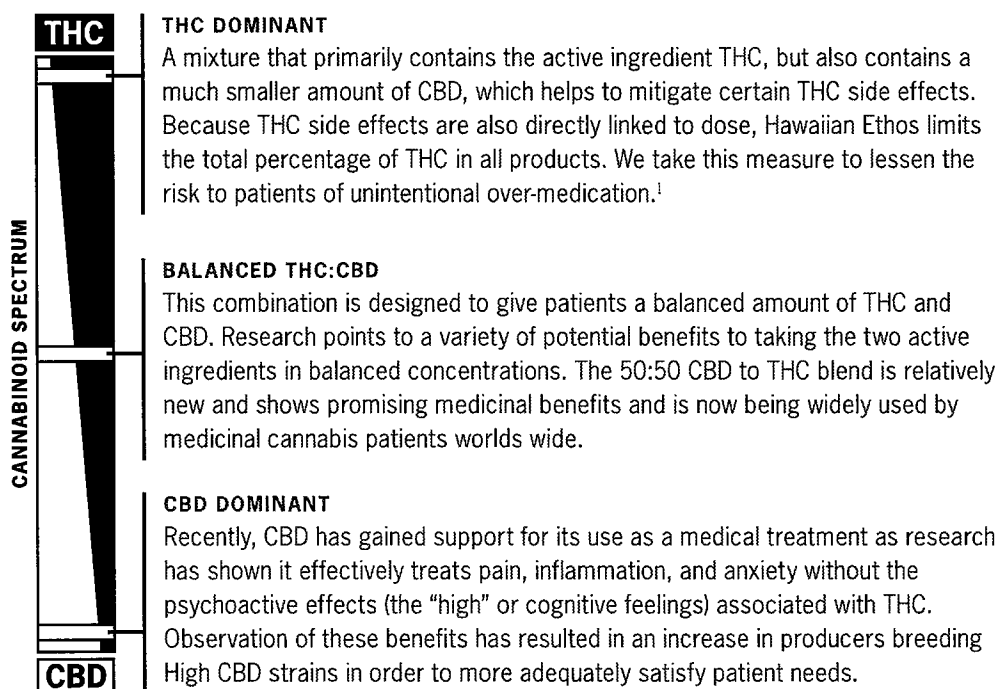 THC
THC DOMINANT
A mixture that primarily contains the active ingredient THC, but also contains a
much smaller amount of CBD, which helps to mitigate certain THC side effects.
Because THC side effects are also directly linked to dose, Hawaiian Ethos limits
the total percentage of THC in all products. We take this measure to lessen the
risk to patients of unintentional over-medication.¹
CANNABINOID SPECTRUM
BALANCED THC:CBD
This combination is designed to give patients a balanced amount of THC and
CBD. Research points to a variety of potential benefits to taking the two active
ingredients in balanced concentrations. The 50:50 CBD to THC blend is relatively
new and shows promising medicinal benefits and is now being widely used by
medicinal cannabis patients worlds wide.
CBD DOMINANT
Recently, CBD has gained support for its use as a medical treatment as research
has shown it effectively treats pain, inflammation, and anxiety without the
psychoactive effects (the “high” or cognitive feelings) associated with THC.
Observation of these benefits has resulted in an increase in producers breeding
High CBD strains in order to more adequately satisfy patient needs.
CBD